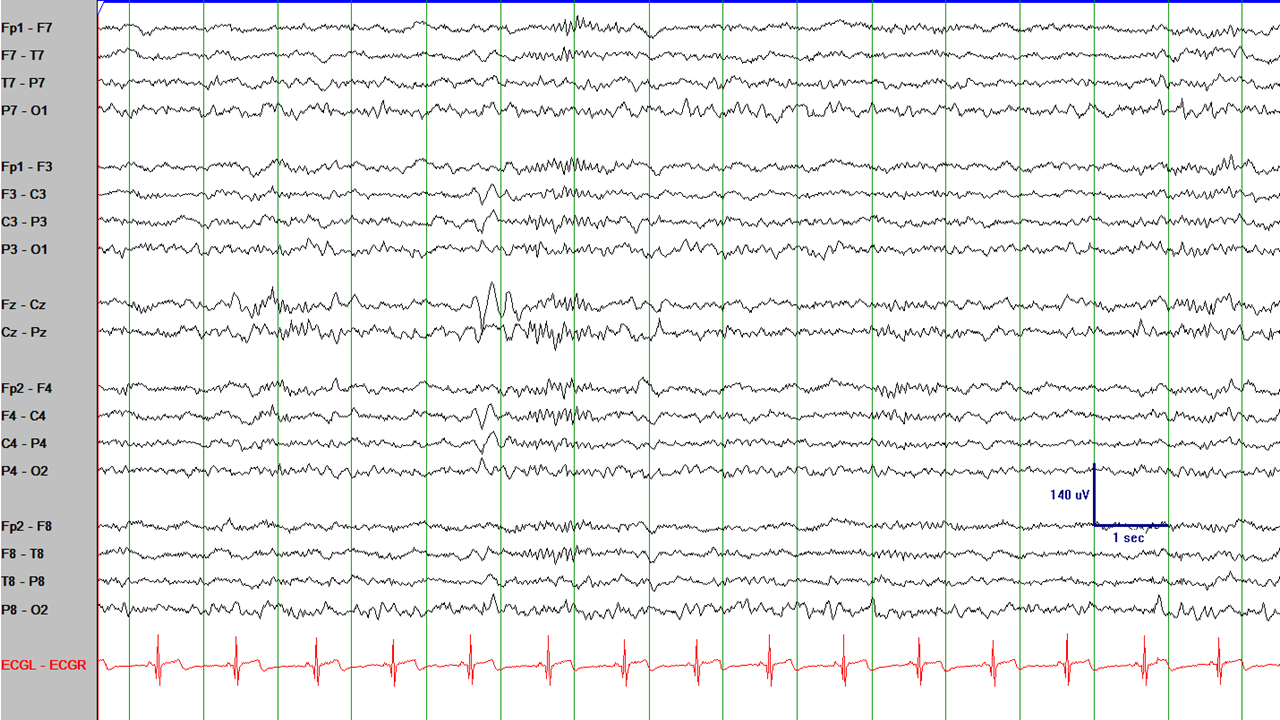 Fp1 - F7
F7 - T7
T7 - P7
P7 - O1
Fp1 - F3
F3 - C3
C3 - P3
P3 - O1
Fz - Cz
Cz - Pz
Fp2 - F4
F4 - C4
C4 - P4
P4 - O2
140 uV
1 sec
Fp2 - F8
F8 - T8
T8 - P8
P8 - O2
ECGL - ECGR